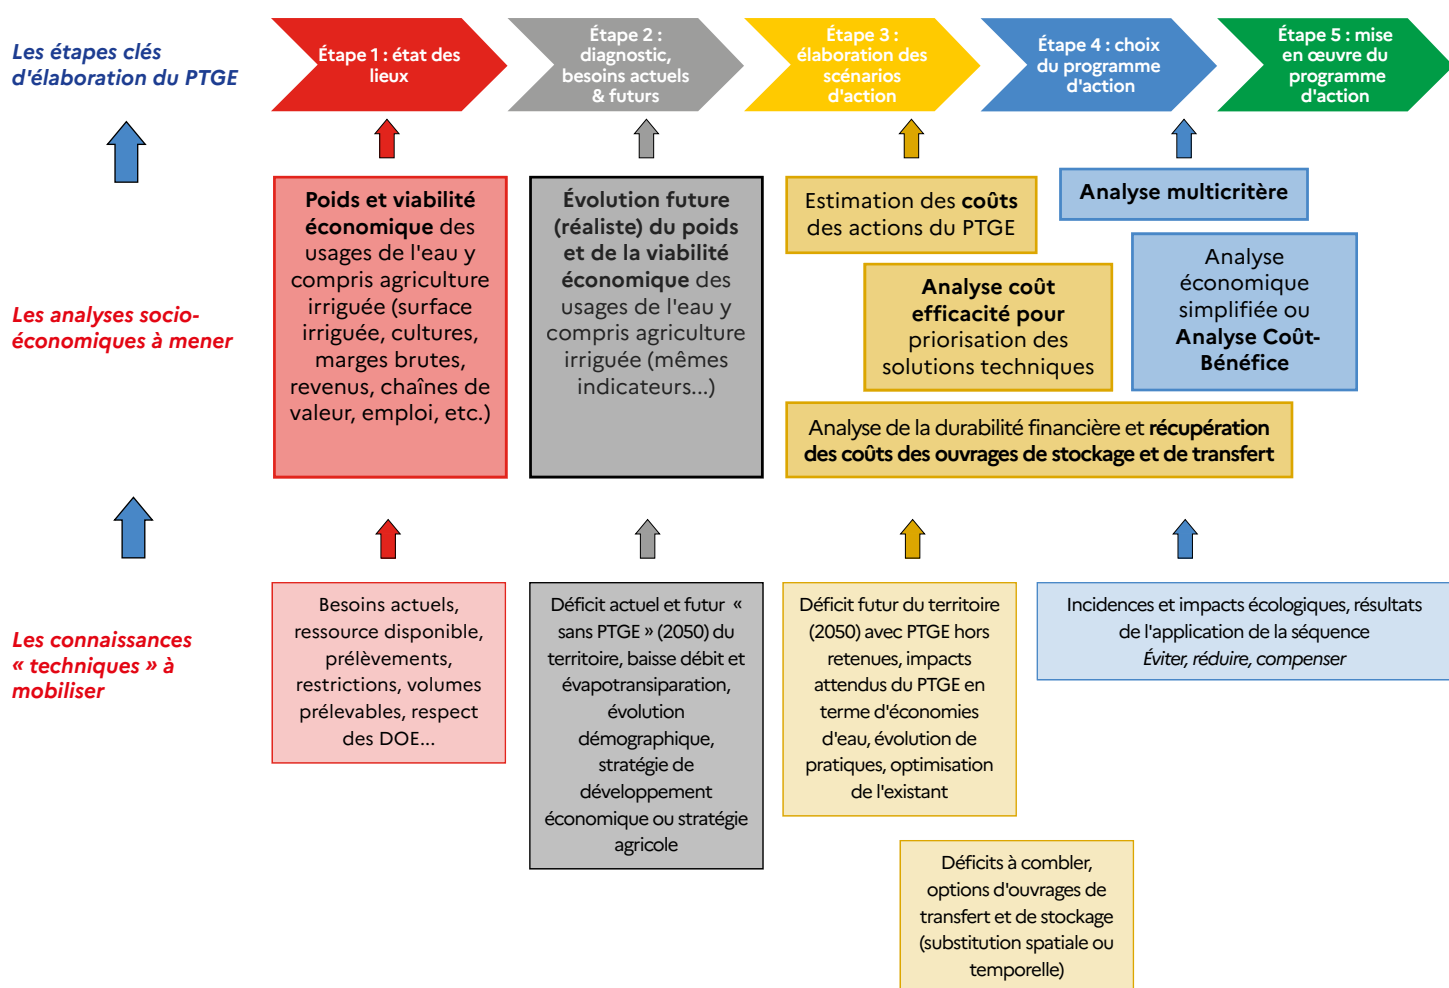 Les étapes clés
d'élaboration du PTGE
Étape 1 : état des
lieux
Étape 2 :
diagnostic,
besoins actuels
& futurs
Étape 3 :
élaboration des
scénarios
d'action
Étape 4 : choix
du programme
d'action
Étape 5 : mise
en œuvre du
programme
d'action
Les analyses socio-
économiques à mener
Poids et viabilité
économique des
usages de l'eau y
compris agriculture
irriguée (surface
irriguée, cultures,
marges brutes,
revenus, chaînes de
valeur, emploi, etc.)
Évolution future
(réaliste) du poids
et de la viabilité
économique des
usages de l'eau y
compris agriculture
irriguée (mêmes
indicateurs...)
Estimation des coûts
des actions du PTGE
Analyse coût
efficacité pour
priorisation des
solutions techniques
Analyse de la durabilité financière et récupération
des coûts des ouvrages de stockage et de transfert
Analyse multicritère
Analyse
économique
simplifiée ou
Analyse Coût-
Bénéfice
Les connaissances
« techniques » à
mobiliser
Besoins actuels,
ressource disponible,
prélèvements,
restrictions, volumes
prélevables, respect
des DOE...
Déficit actuel et futur «
sans PTGE » (2050) du
territoire, baisse débit et
évapotransiparation,
évolution
démographique,
stratégie de
développement
économique ou stratégie
agricole
Déficit futur du territoire
(2050) avec PTGE hors
retenues, impacts
attendus du PTGE en
terme d'économies
d'eau, évolution de
pratiques, optimisation
de l'existant
Déficits à combler,
options d'ouvrages de
transfert et de stockage
(substitution spatiale ou
temporelle)
Incidences et impacts écologiques, résultats
de l'application de la séquence
Éviter, réduire, compenser